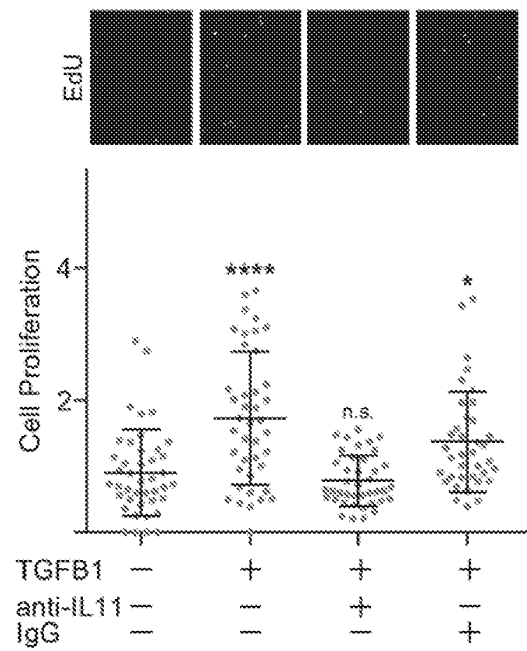 EdU
Cell Proliferation
4
2
****
n.s.
*
TGFB1 − + + +
anti-IL11 − − + −
IgG − − − +